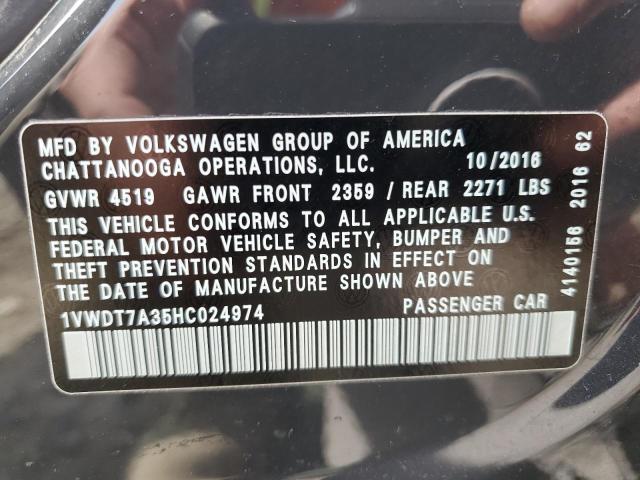 MFD BY VOLKSWAGEN GROUP OF AMERICA
CHATTANOOGA OPERATIONS, LLC. 10/2016
GVWR 4519 GAWR FRONT 2359 / REAR 2271 LBS
THIS VEHICLE CONFORMS TO ALL APPLICABLE U.S.
FEDERAL MOTOR VEHICLE SAFETY, BUMPER AND
THEFT PREVENTION STANDARDS IN EFFECT ON
THE DATE OF MANUFACTURE SHOWN ABOVE
1VWDT7A35HC024974 PASSENGER CAR
4140156 2016 62